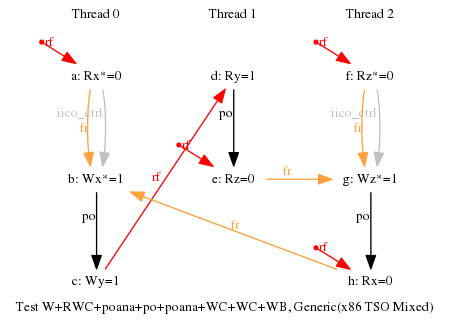 Thread 0 Thread 1 Thread 2
rf rf
a: Rx*=0 d: Ry=1 f: Rz*=0
iico_ctrl po iico_ctrl
fr fr
rf
rf fr
b: Wx*=1 e: Rz=0 g: Wz*=1
po po
fr
rf
c: Wy=1 h: Rx=0
Test W+RWC+poana+po+poana+WC+WC+WB, Generic(x86 TSO Mixed)